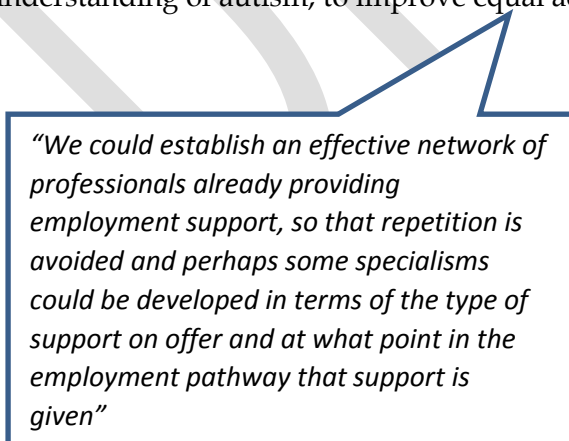 understanding of autism, to improve equal a
“We could establish an effective network of
professionals already providing
employment support, so that repetition is
avoided and perhaps some specialisms
could be developed in terms of the type of
support on offer and at what point in the
employment pathway that support is
given”